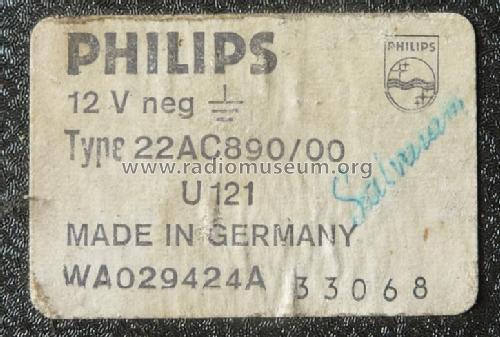 PHILIPS
PHILIPS
12 V neg
Type 22AC890/00
www.radiomuseum.org
U 121
MADE IN GERMANY
WA029424A 33068